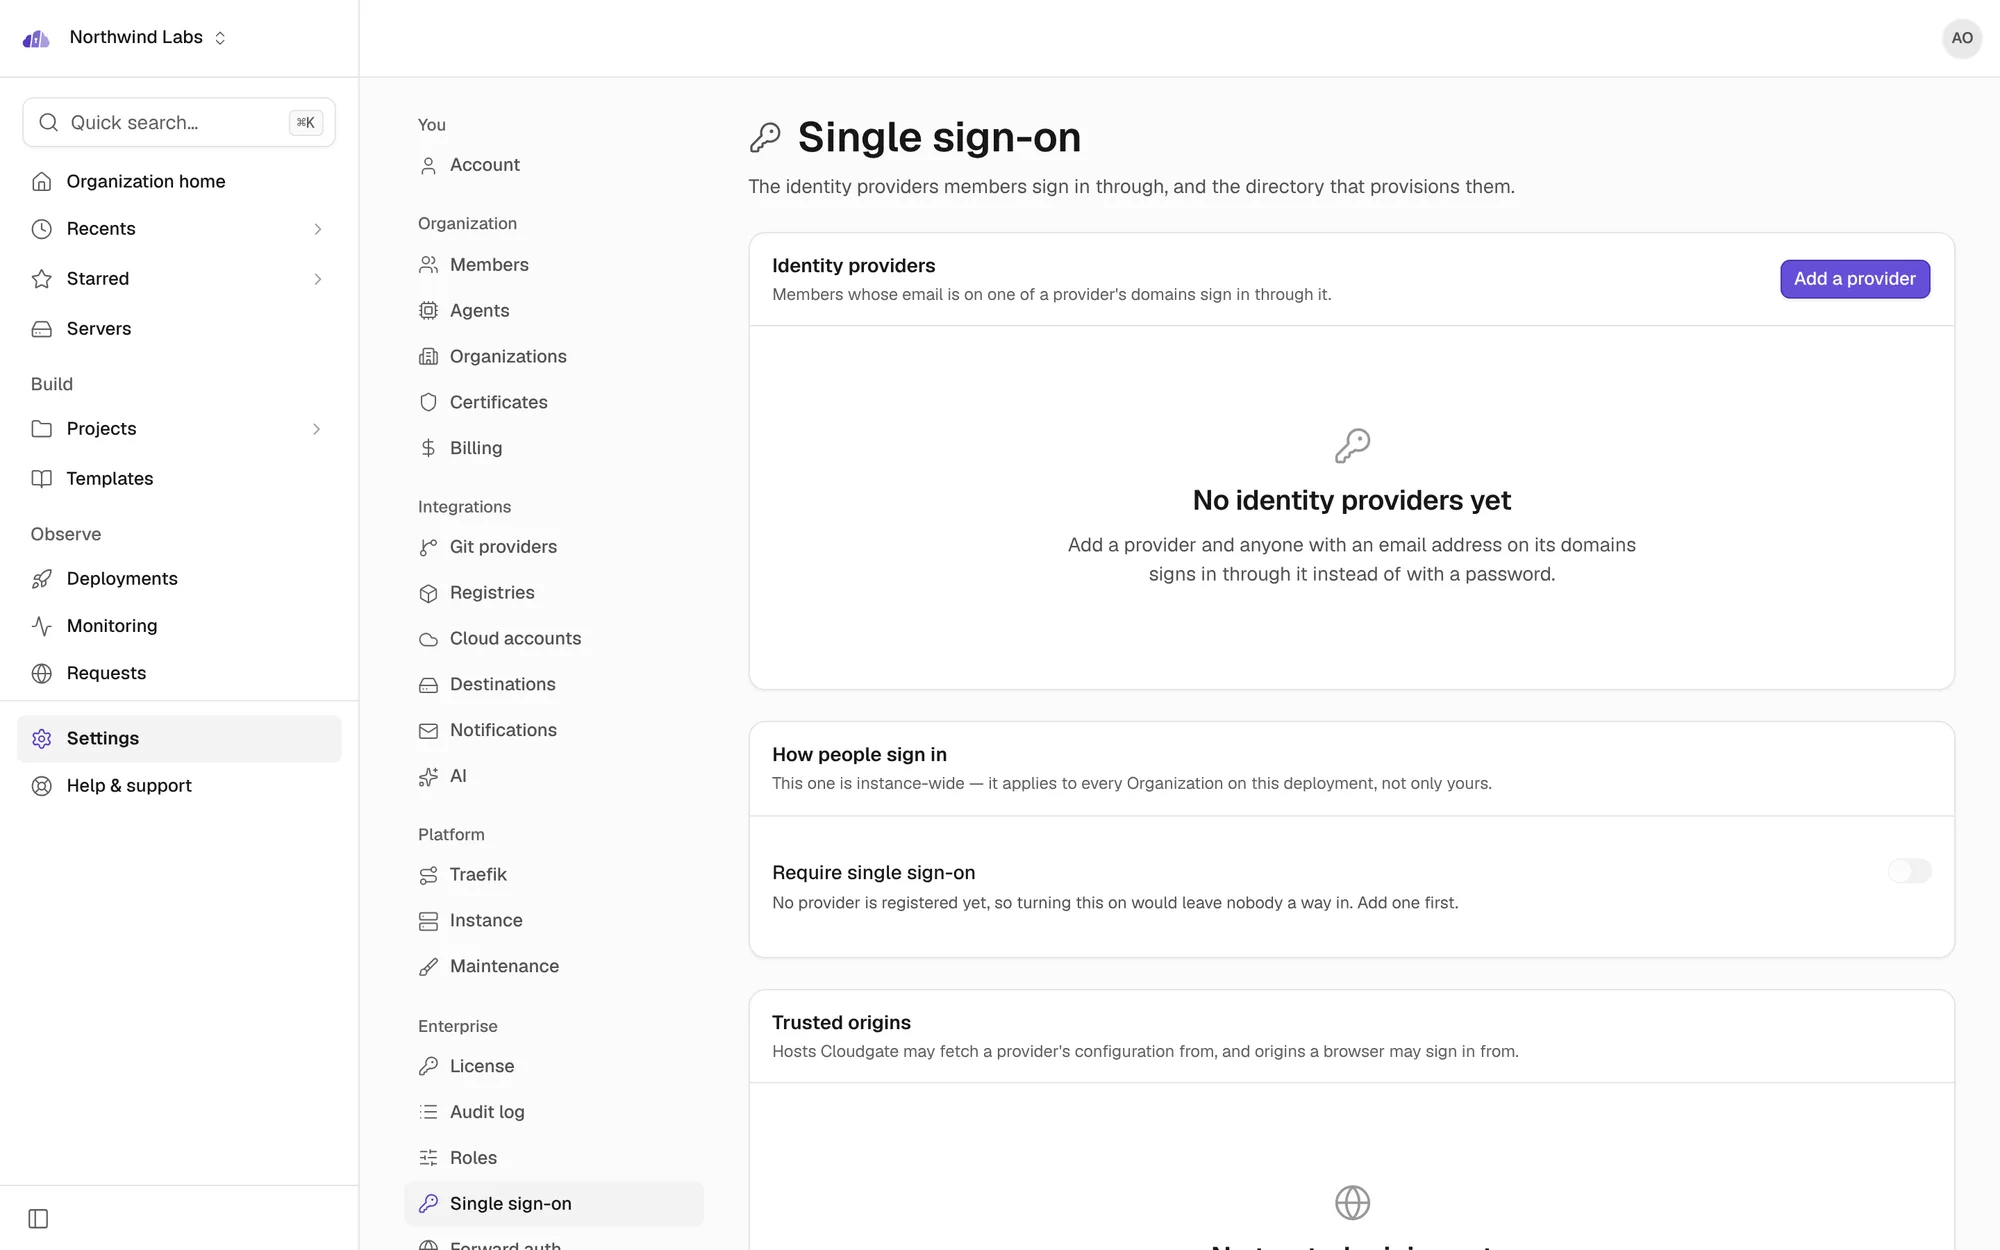 Northwind Labs
AO
Quick search...
⌘K
Organization home
Recents
Starred
Servers
Build
Projects
Templates
Observe
Deployments
Monitoring
Requests
Settings
Help & support
You
Account
Organization
Members
Agents
Organizations
Certificates
Billing
Integrations
Git providers
Registries
Cloud accounts
Destinations
Notifications
AI
Platform
Traefik
Instance
Maintenance
Enterprise
License
Audit log
Roles
Single sign-on
Forward auth
Single sign-on
The identity providers members sign in through, and the directory that provisions them.
Identity providers
Members whose email is on one of a provider's domains sign in through it.
Add a provider
No identity providers yet
Add a provider and anyone with an email address on its domains
signs in through it instead of with a password.
How people sign in
This one is instance-wide — it applies to every Organization on this deployment, not only yours.
Require single sign-on
No provider is registered yet, so turning this on would leave nobody a way in. Add one first.
Trusted origins
Hosts Cloudgate may fetch a provider's configuration from, and origins a browser may sign in from.